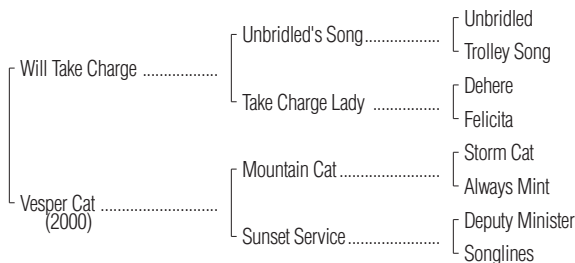 Unbridled
Unbridled's Song..................
Trolley Song
Will Take Charge ..................
Dehere
Take Charge Lady ................
Felicita
Storm Cat
Mountain Cat......................
Always Mint
Vesper Cat ............................
(2000)
Deputy Minister
Sunset Service......................
Songlines